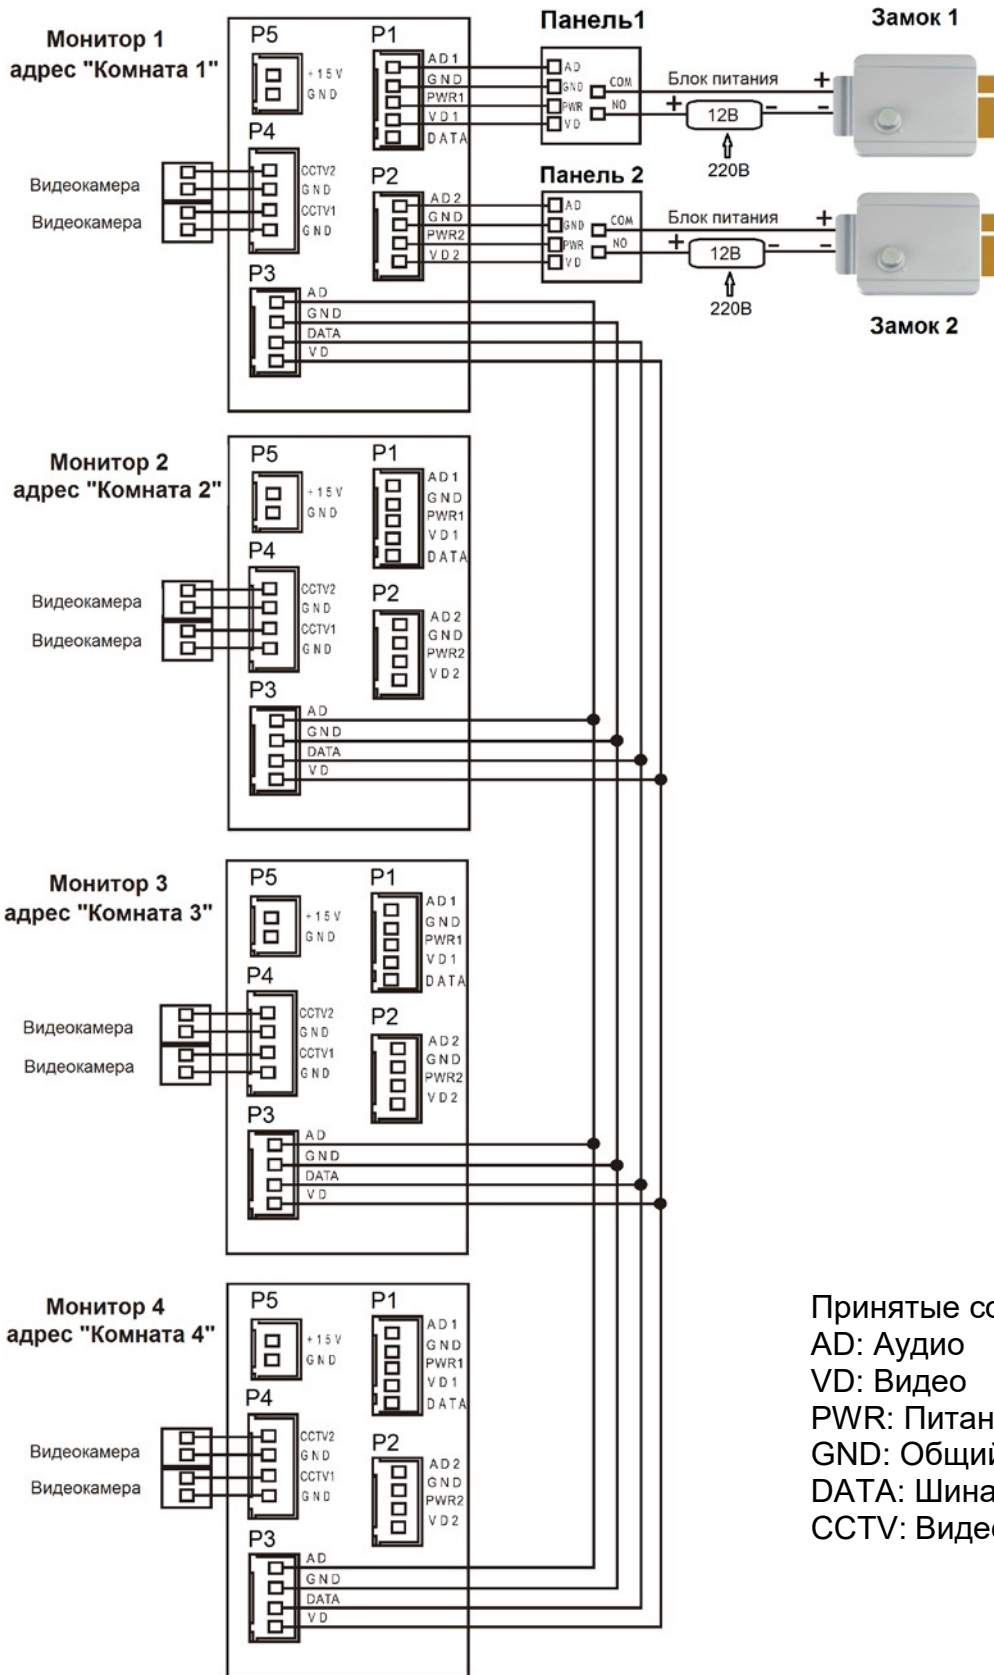 Монитор 1
адрес "Комната 1"
P5
+15V
GND
P1
AD1
GND
PWR1
VD1
DATA
P4
CCTV2
GND
CCTV1
GND
Видеокамера
Видеокамера
P2
AD2
GND
PWR2
VD2
P3
AD
GND
DATA
VD
Панель1
AD
GND
PWR
VD
COM
NO
Блок питания
+
-
12В
220В
+
-
Замок 1
Панель 2
AD
GND
PWR
VD
COM
NO
Блок питания
+
-
12В
220В
+
-
Замок 2
Монитор 2
адрес "Комната 2"
P5
+15V
GND
P1
AD1
GND
PWR1
VD1
DATA
P4
CCTV2
GND
CCTV1
GND
Видеокамера
Видеокамера
P2
AD2
GND
PWR2
VD2
P3
AD
GND
DATA
VD
Монитор 3
адрес "Комната 3"
P5
+15V
GND
P1
AD1
GND
PWR1
VD1
DATA
P4
CCTV2
GND
CCTV1
GND
Видеокамера
Видеокамера
P2
AD2
GND
PWR2
VD2
P3
AD
GND
DATA
VD
Монитор 4
адрес "Комната 4"
P5
+15V
GND
P1
AD1
GND
PWR1
VD1
DATA
P4
CCTV2
GND
CCTV1
GND
Видеокамера
Видеокамера
P2
AD2
GND
PWR2
VD2
P3
AD
GND
DATA
VD
Принятые
AD: Аудио
VD: Видео
PWR:
GND: Общий
DATA: Шина
CCTV: